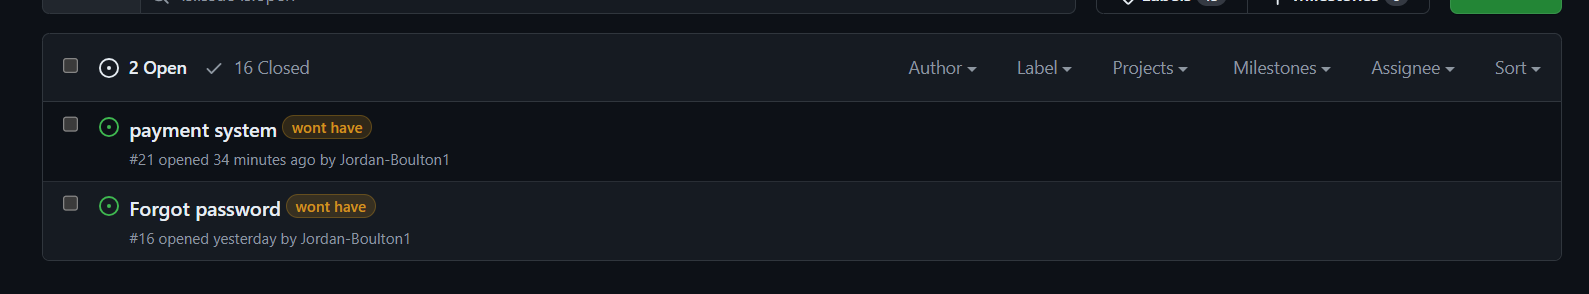 2 Open 16 Closed Author Label Projects Milestones Assignee Sort
payment system wont have
#21 opened 34 minutes ago by Jordan-Boulton1
Forgot password wont have
#16 opened yesterday by Jordan-Boulton1